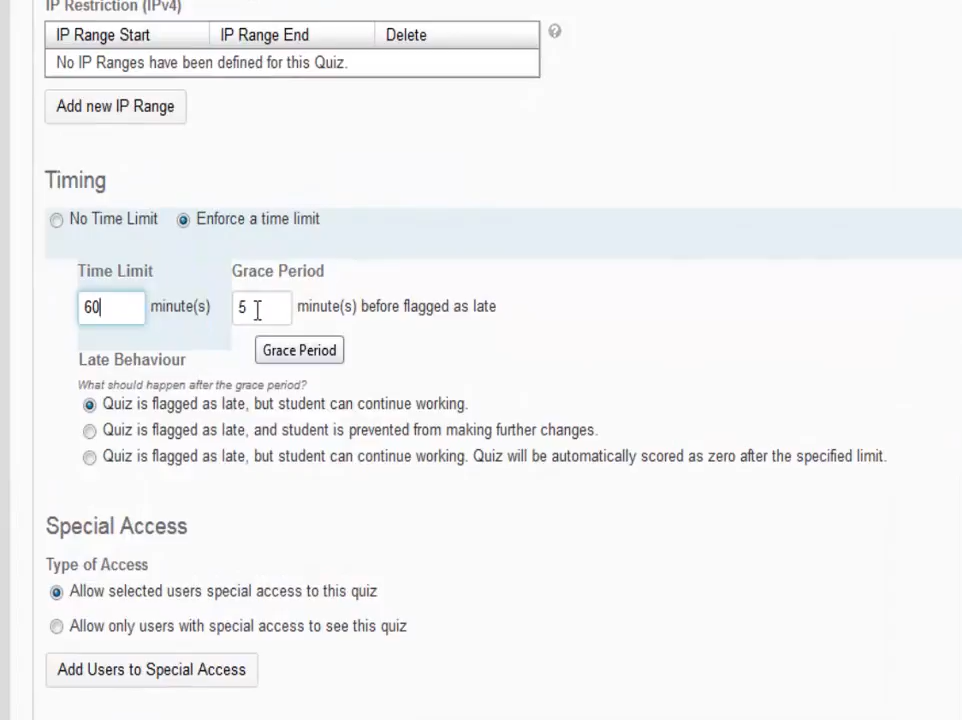 IP Restriction (IPv4)
IP Range Start IP Range End Delete
No IP Ranges have been defined for this Quiz.
Add new IP Range
Timing
No Time Limit Enforce a time limit
Time Limit Grace Period
60 minute(s) 5 minute(s) before flagged as late
Grace Period
Late Behaviour
What should happen after the grace period?
Quiz is flagged as late, but student can continue working.
Quiz is flagged as late, and student is prevented from making further changes.
Quiz is flagged as late, but student can continue working. Quiz will be automatically scored as zero after the specified limit.
Special Access
Type of Access
Allow selected users special access to this quiz
Allow only users with special access to see this quiz
Add Users to Special Access